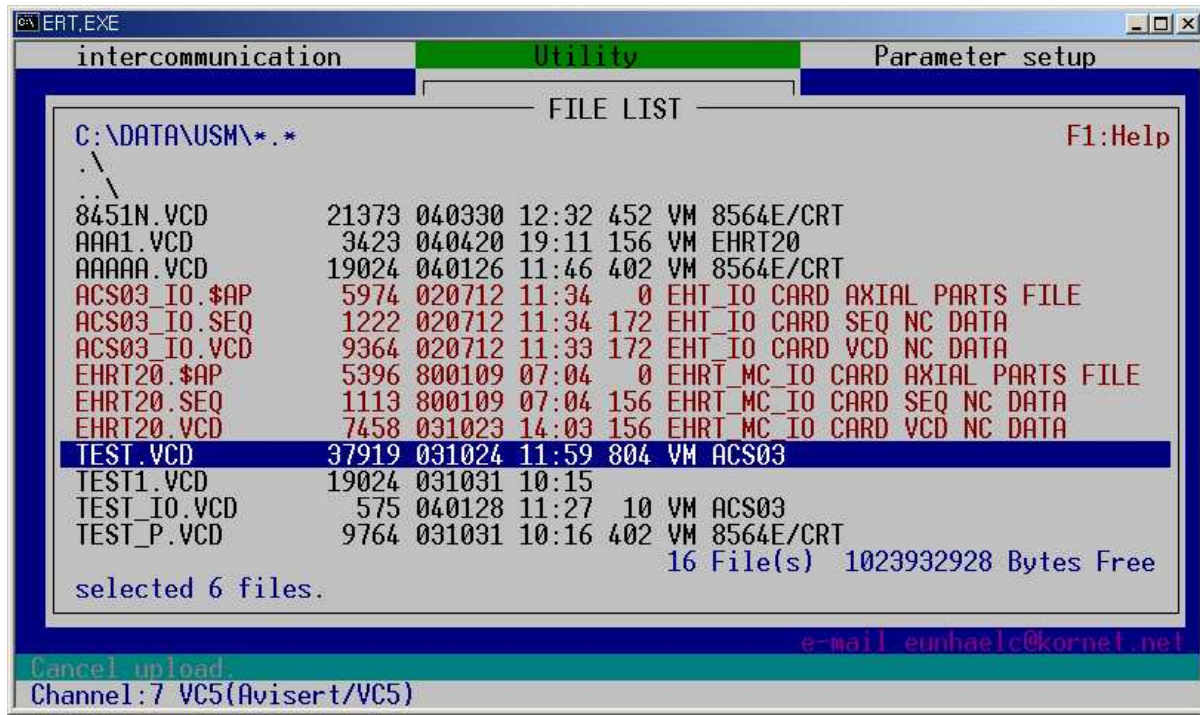 ERT,EXE
intercommunication Utility Parameter setup
FILE LIST
C:\DATA\USM\*.* F1:Help
.\
..\
8451N.VCD 21373 040330 12:32 452 VM 8564E/CRT
AAA1.VCD 3423 040420 19:11 156 VM EHRT20
AAAAA.VCD 19024 040126 11:46 402 VM 8564E/CRT
ACS03_IO.$AP 5974 020712 11:34 0 EHT_IO CARD AXIAL PARTS FILE
ACS03_IO.SEQ 1222 020712 11:34 172 EHT_IO CARD SEQ NC DATA
ACS03_IO.VCD 9364 020712 11:33 172 EHT_IO CARD VCD NC DATA
EHRT20.$AP 5396 800109 07:04 0 EHRT_MC_IO CARD AXIAL PARTS FILE
EHRT20.SEQ 1113 800109 07:04 156 EHRT_MC_IO CARD SEQ NC DATA
EHRT20.VCD 7458 031023 14:03 156 EHRT_MC_IO CARD VCD NC DATA
TEST.VCD 37919 031024 11:59 804 VM ACS03
TEST1.VCD 19024 031031 10:15
TEST_IO.VCD 575 040128 11:27 10 VM ACS03
TEST_P.VCD 9764 031031 10:16 402 VM 8564E/CRT
16 File(s) 1023932928 Bytes Free
selected 6 files.
e-mail eunhaelc@kornet.net
Cancel upload.
Channel:7 VC5(Avisert/VC5)